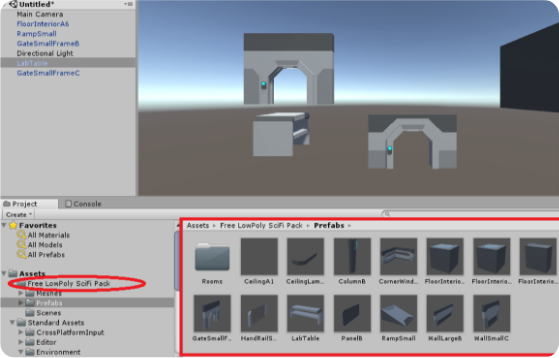 Untitled*
Main Camera
FloorInteriorA6
RampSmall
GateSmallFrameB
Directional Light
LabTable
GateSmallFrameC
Project
Console
Create
Favorites
All Materials
All Models
All Prefabs
Assets
Free LowPoly SciFi Pack
Meshes
Prefabs
Scenes
Standard Assets
CrossPlatformInput
Editor
Environment
Assets ▸ Free LowPoly SciFi Pack ▸ Prefabs ▸
Rooms CeilingA1 CeilingLam... ColumnB CornerWind... FloorInterio... FloorInterio... FloorInterio...
GateSmallF... HandRailS... LabTable PanelB RampSmall WallLargeB WallSmallC